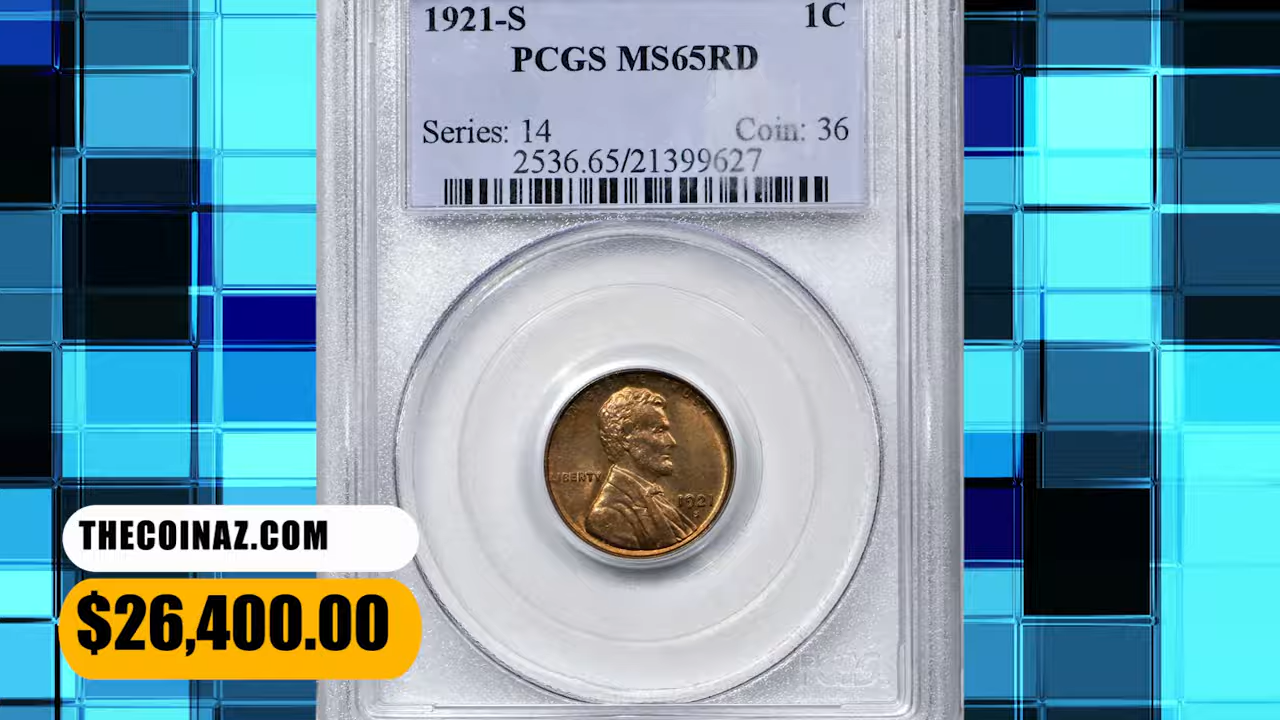 1921-S 1C
PCGS MS65RD
Series: 14 Coin: 36
2536.65/21399627
LIBERTY
1921
S
THECOINAZ.COM
$26,400.00